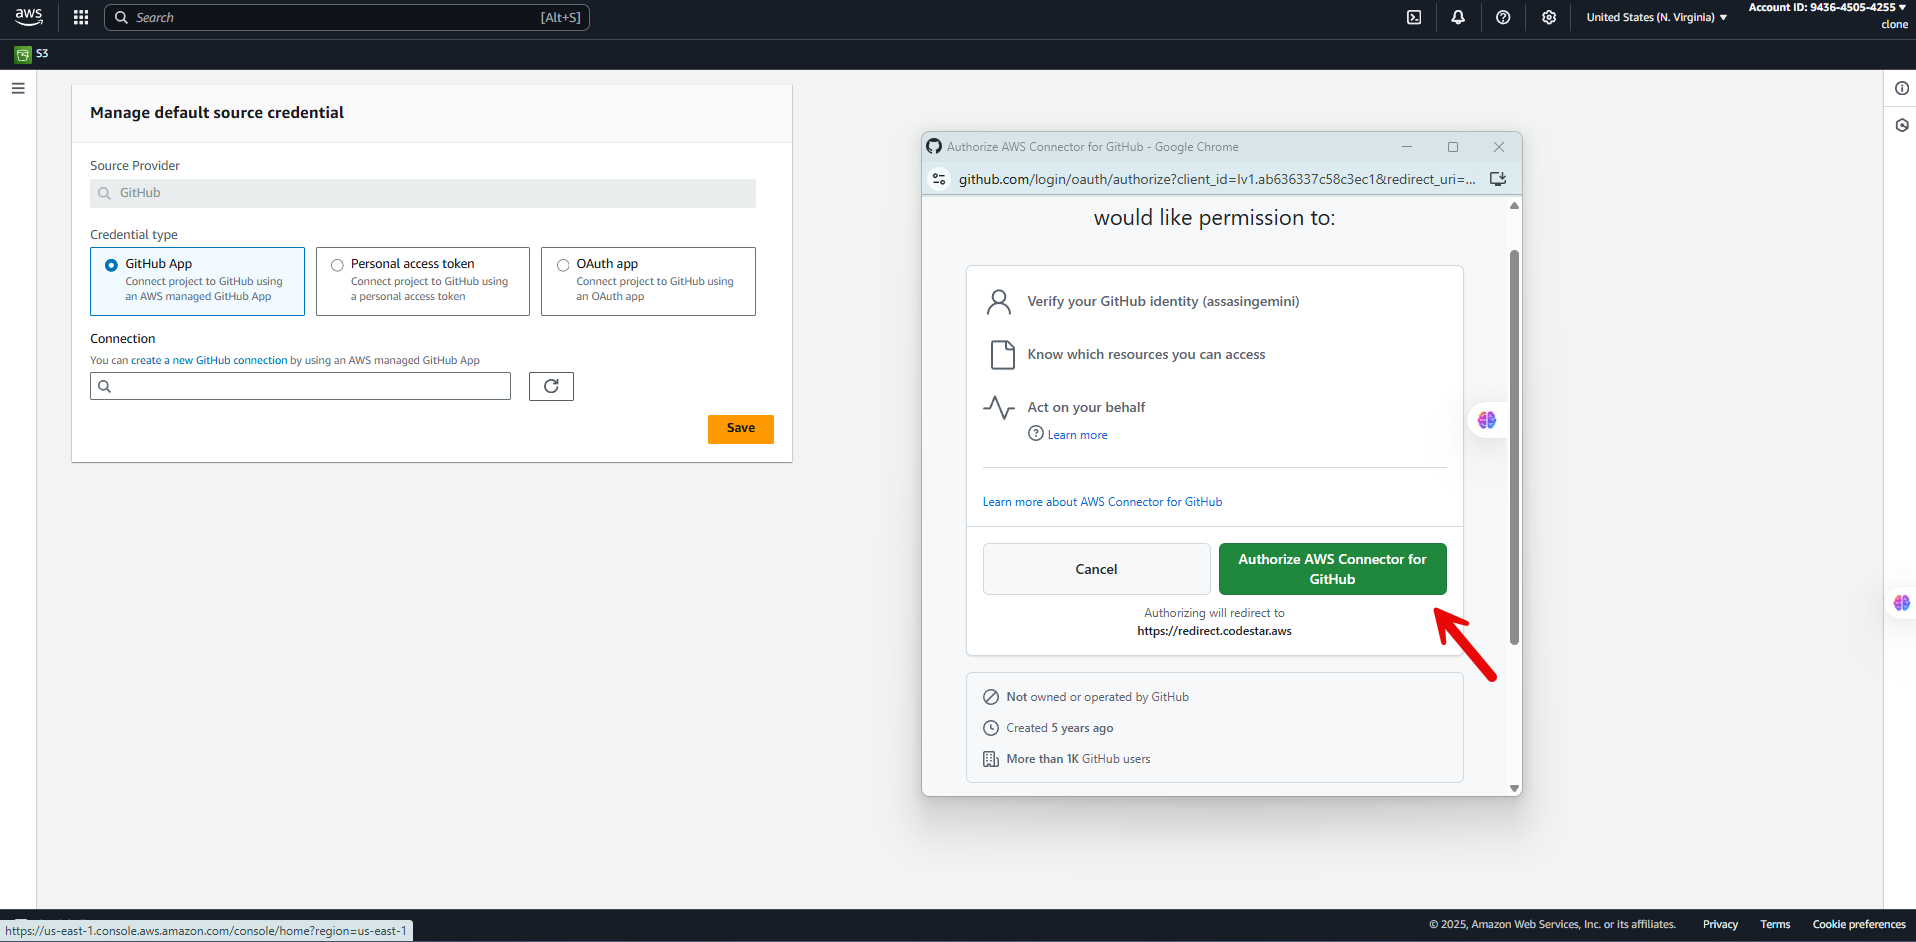 aws
Search
[Alt+S]
United States (N. Virginia)
Account ID: 9436-4505-4255
clone
S3
Manage default source credential
Source Provider
GitHub
Credential type
GitHub App
Connect project to GitHub using
an AWS managed GitHub App
Personal access token
Connect project to GitHub using
a personal access token
OAuth app
Connect project to GitHub using
an OAuth app
Connection
You can create a new GitHub connection by using an AWS managed GitHub App
Save
Authorize AWS Connector for GitHub - Google Chrome
github.com/login/oauth/authorize?client_id=Iv1.ab636337c58c3ec1&redirect_uri=...
would like permission to:
Verify your GitHub identity (assasingemini)
Know which resources you can access
Act on your behalf
Learn more
Learn more about AWS Connector for GitHub
Cancel
Authorize AWS Connector for
GitHub
Authorizing will redirect to
https://redirect.codestar.aws
Not owned or operated by GitHub
Created 5 years ago
More than 1K GitHub users
https://us-east-1.console.aws.amazon.com/console/home?region=us-east-1
© 2025, Amazon Web Services, Inc. or its affiliates.
Privacy
Terms
Cookie preferences